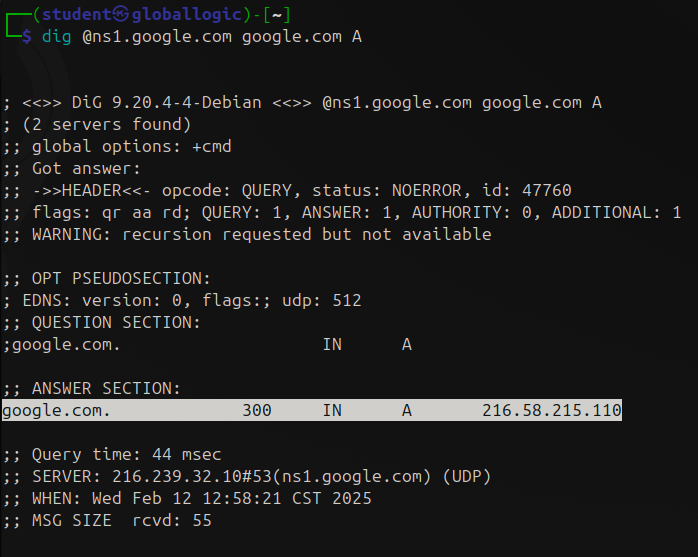 ┌──(student㉿globallogic)-[~]
└─$ dig @ns1.google.com google.com A
; <<>> DiG 9.20.4-4-Debian <<>> @ns1.google.com google.com A
; (2 servers found)
;; global options: +cmd
;; Got answer:
;; ->>HEADER<<- opcode: QUERY, status: NOERROR, id: 47760
;; flags: qr aa rd; QUERY: 1, ANSWER: 1, AUTHORITY: 0, ADDITIONAL: 1
;; WARNING: recursion requested but not available
;; OPT PSEUDOSECTION:
; EDNS: version: 0, flags:; udp: 512
;; QUESTION SECTION:
;google.com. IN A
;; ANSWER SECTION:
google.com. 300 IN A 216.58.215.110
;; Query time: 44 msec
;; SERVER: 216.239.32.10#53(ns1.google.com) (UDP)
;; WHEN: Wed Feb 12 12:58:21 CST 2025
;; MSG SIZE rcvd: 55